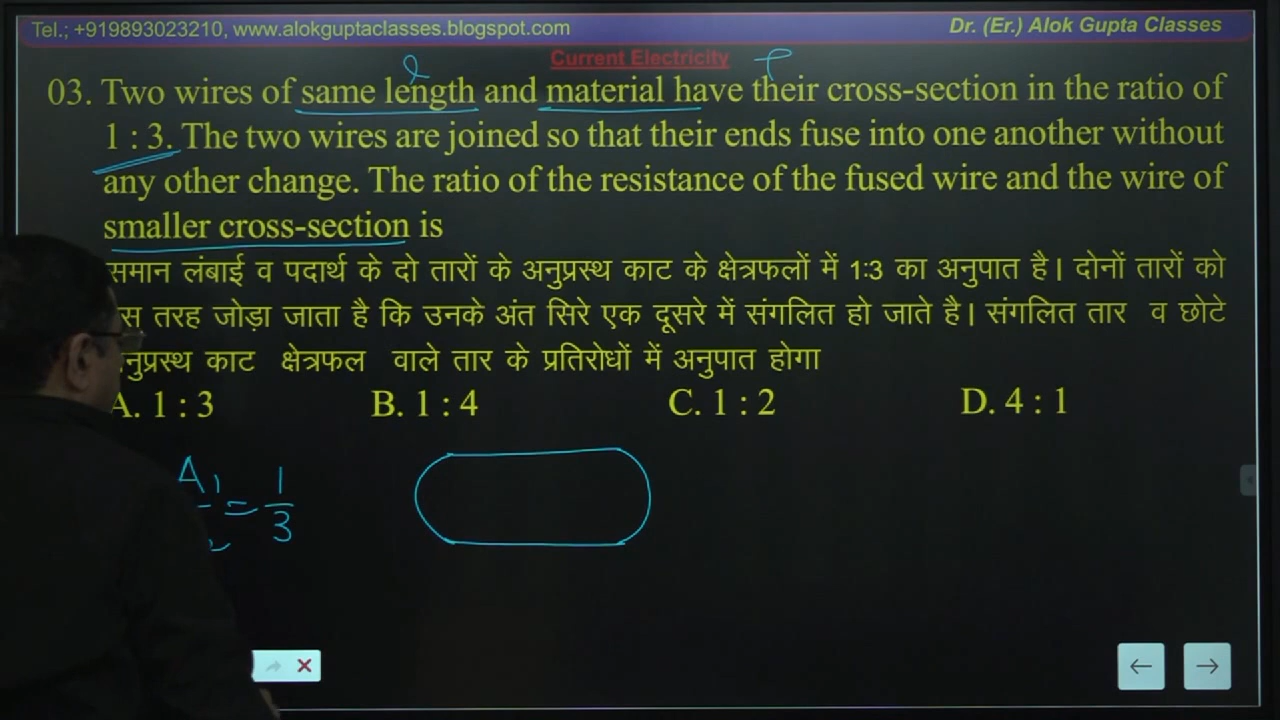 Tel.; +919893023210, www.alokguptaclasses.blogspot.com
Dr. (Er.) Alok Gupta Classes
Current Electricity
l
ρ
03. Two wires of same length and material have their cross-section in the ratio of
1 : 3. The two wires are joined so that their ends fuse into one another without
any other change. The ratio of the resistance of the fused wire and the wire of
smaller cross-section is
समान लंबाई व पदार्थ के दो तारों के अनुप्रस्थ काट के क्षेत्रफलों में 1:3 का अनुपात है। दोनों तारों को
स तरह जोड़ा जाता है कि उनके अंत सिरे एक दूसरे में संगलित हो जाते है। संगलित तार व छोटे
नुप्रस्थ काट क्षेत्रफल वाले तार के प्रतिरोधों में अनुपात होगा
A. 1 : 3 B. 1 : 4 C. 1 : 2 D. 4 : 1
A1 = 1
2 3